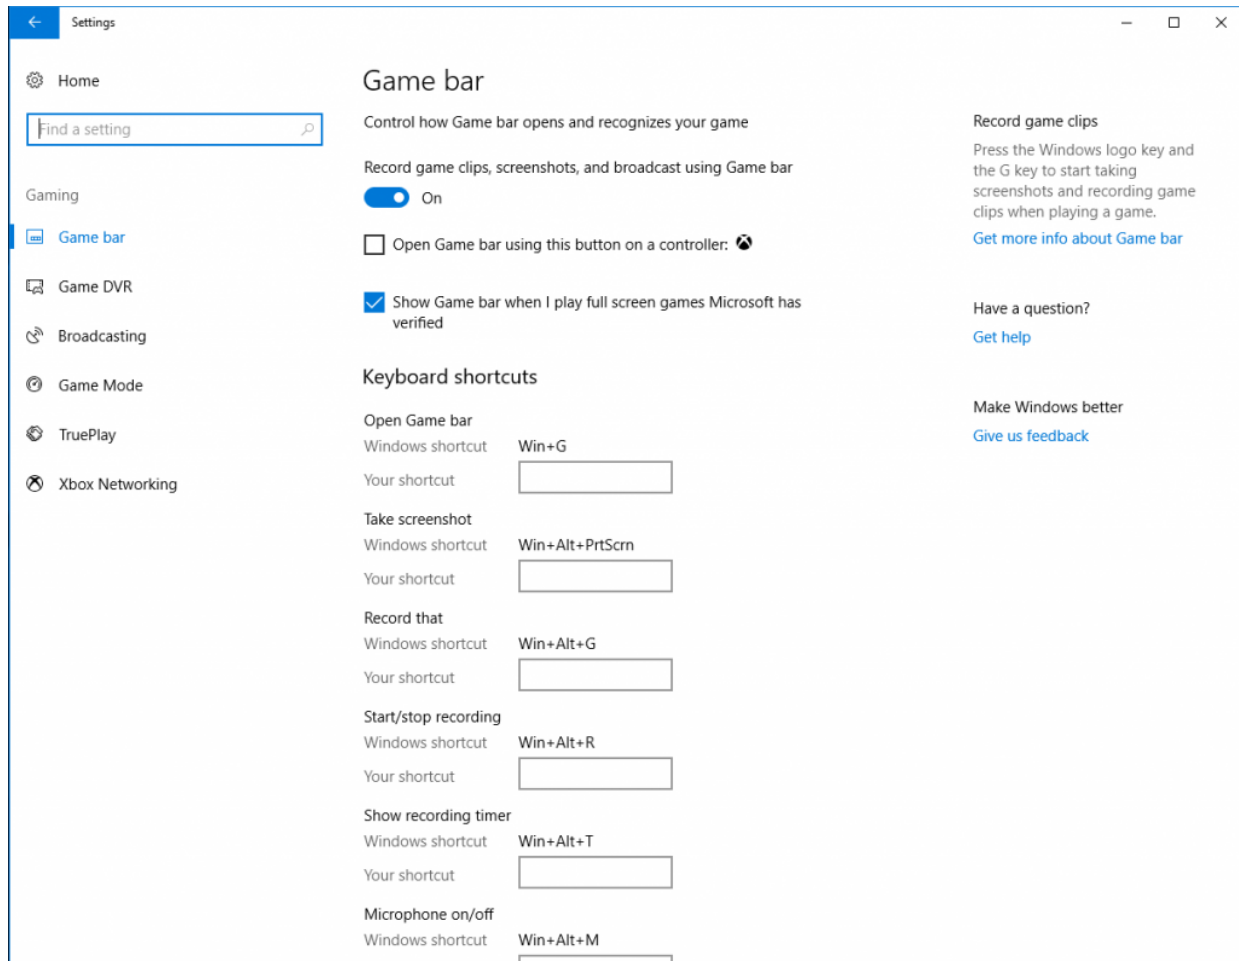 Settings
Home
Find a setting
Gaming
Game bar
Game DVR
Broadcasting
Game Mode
TruePlay
Xbox Networking
Game bar
Control how Game bar opens and recognizes your game
Record game clips, screenshots, and broadcast using Game bar
On
Open Game bar using this button on a controller:
Show Game bar when I play full screen games Microsoft has
verified
Keyboard shortcuts
Open Game bar
Windows shortcut Win+G
Your shortcut
Take screenshot
Windows shortcut Win+Alt+PrtScrn
Your shortcut
Record that
Windows shortcut Win+Alt+G
Your shortcut
Start/stop recording
Windows shortcut Win+Alt+R
Your shortcut
Show recording timer
Windows shortcut Win+Alt+T
Your shortcut
Microphone on/off
Windows shortcut Win+Alt+M
Record game clips
Press the Windows logo key and
the G key to start taking
screenshots and recording game
clips when playing a game.
Get more info about Game bar
Have a question?
Get help
Make Windows better
Give us feedback